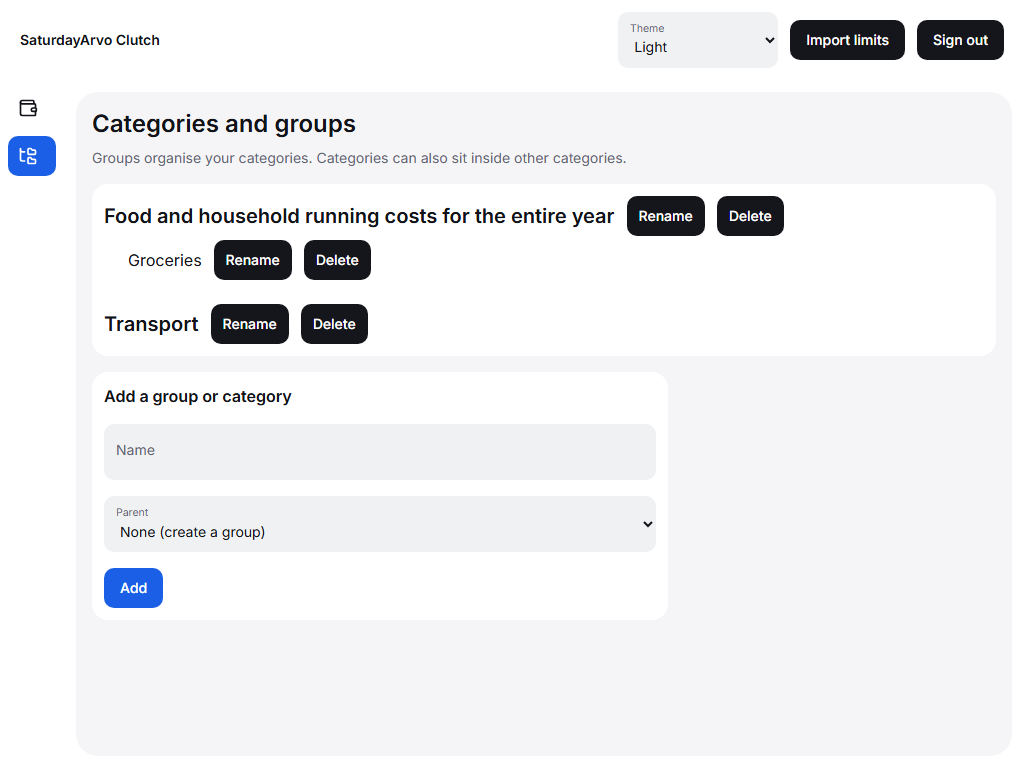 SaturdayArvo Clutch
Theme
Light
Import limits
Sign out
Categories and groups
Groups organise your categories. Categories can also sit inside other categories.
Food and household running costs for the entire year
Rename
Delete
Groceries
Rename
Delete
Transport
Rename
Delete
Add a group or category
Name
Parent
None (create a group)
Add